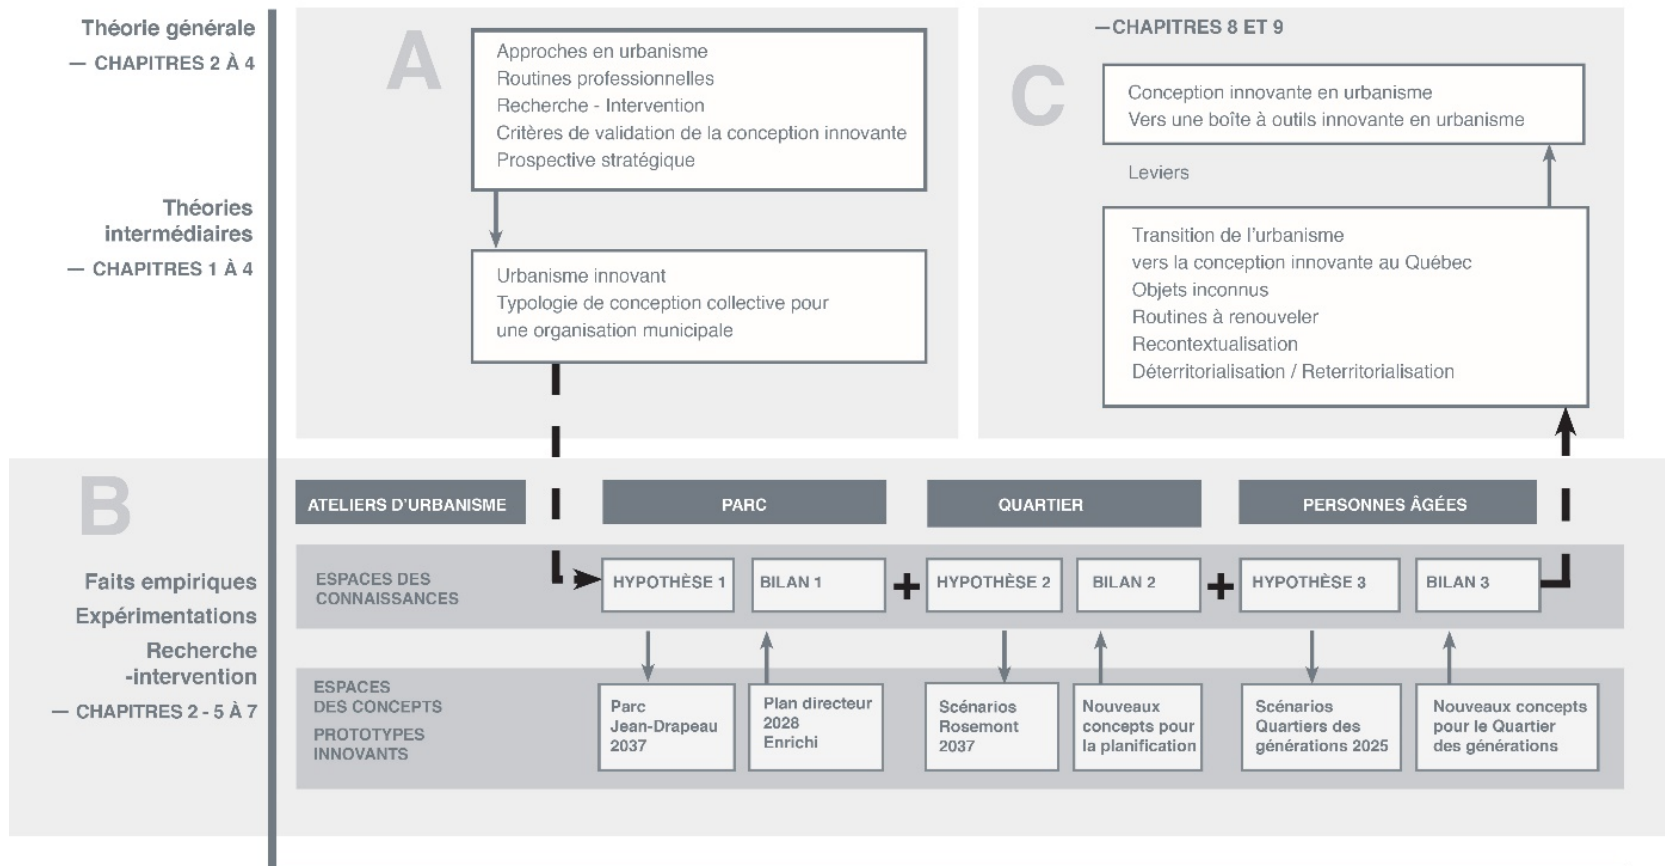 Théorie générale
— CHAPITRES 2 À 4
Théories
intermédiaires
— CHAPITRES 1 À 4
A
Approches en urbanisme
Routines professionnelles
Recherche - Intervention
Critères de validation de la conception innovante
Prospective stratégique
Urbanisme innovant
Typologie de conception collective pour
une organisation municipale
C
—CHAPITRES 8 ET 9
Conception innovante en urbanisme
Vers une boîte à outils innovante en urbanisme
Leviers
Transition de l'urbanisme
vers la conception innovante au Québec
Objets inconnus
Routines à renouveler
Recontextualisation
Déterritorialisation / Reterritorialisation
B
Faits empiriques
Expérimentations
Recherche
-intervention
— CHAPITRES 2 - 5 À 7
ATELIERS D'URBANISME
PARC
QUARTIER
PERSONNES ÂGÉES
ESPACES DES
CONNAISSANCES
HYPOTHÈSE 1
BILAN 1
+
HYPOTHÈSE 2
BILAN 2
+
HYPOTHÈSE 3
BILAN 3
ESPACES
DES CONCEPTS
PROTOTYPES
INNOVANTS
Parc
Jean-Drapeau
2037
Plan directeur
2028
Enrichi
Scénarios
Rosemont
2037
Nouveaux
concepts pour
la planification
Scénarios
Quartiers des
générations 2025
Nouveaux concepts
pour le Quartier
des générations